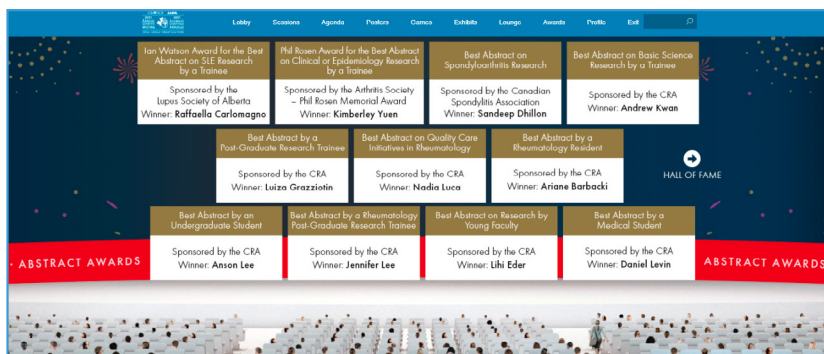 Lobby Sessions Agenda Posters Games Exhibits Lounge Awards Profile Exit
Ian Watson Award for the Best
Abstract on SLE Research
by a Trainee
Sponsored by the
Lupus Society of Alberta
Winner: Raffaella Carlomagno
Phil Rosen Award for the Best Abstract
on Clinical or Epidemiology Research
by a Trainee
Sponsored by the Arthritis Society
– Phil Rosen Memorial Award
Winner: Kimberley Yuen
Best Abstract on
Spondyloarthritis Research
Sponsored by the Canadian
Spondylitis Association
Winner: Sandeep Dhillon
Best Abstract on Basic Science
Research by a Trainee
Sponsored by the CRA
Winner: Andrew Kwan
Best Abstract by a
Post-Graduate Research Trainee
Sponsored by the CRA
Winner: Luiza Grazziotin
Best Abstract on Quality Care
Initiatives in Rheumatology
Sponsored by the CRA
Winner: Nadia Luca
Best Abstract by a
Rheumatology Resident
Sponsored by the CRA
Winner: Ariane Barbacki
HALL OF FAME
Best Abstract by an
Undergraduate Student
Sponsored by the CRA
Winner: Anson Lee
Best Abstract by a Rheumatology
Post-Graduate Research Trainee
Sponsored by the CRA
Winner: Jennifer Lee
Best Abstract on Research by
Young Faculty
Sponsored by the CRA
Winner: Lihi Eder
Best Abstract by a
Medical Student
Sponsored by the CRA
Winner: Daniel Levin
ABSTRACT AWARDS
ABSTRACT AWARDS